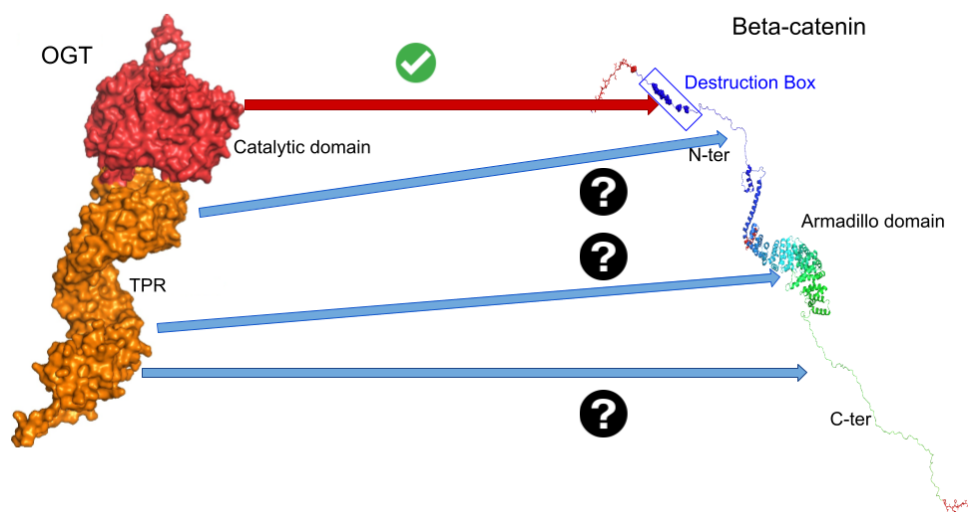 Beta-catenin
OGT
Destruction Box
Catalytic domain
N-ter
?
Armadillo domain
?
TPR
?
C-ter